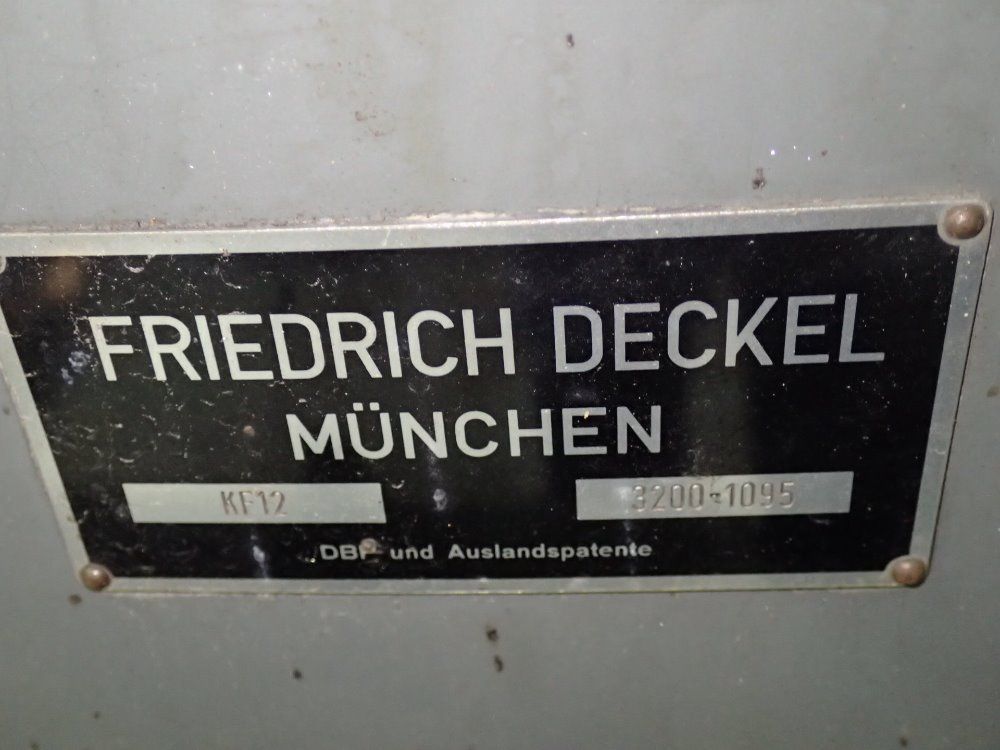 FRIEDRICH DECKEL
MÜNCHEN
KF12 3200-1095
DBP und Auslandspatente